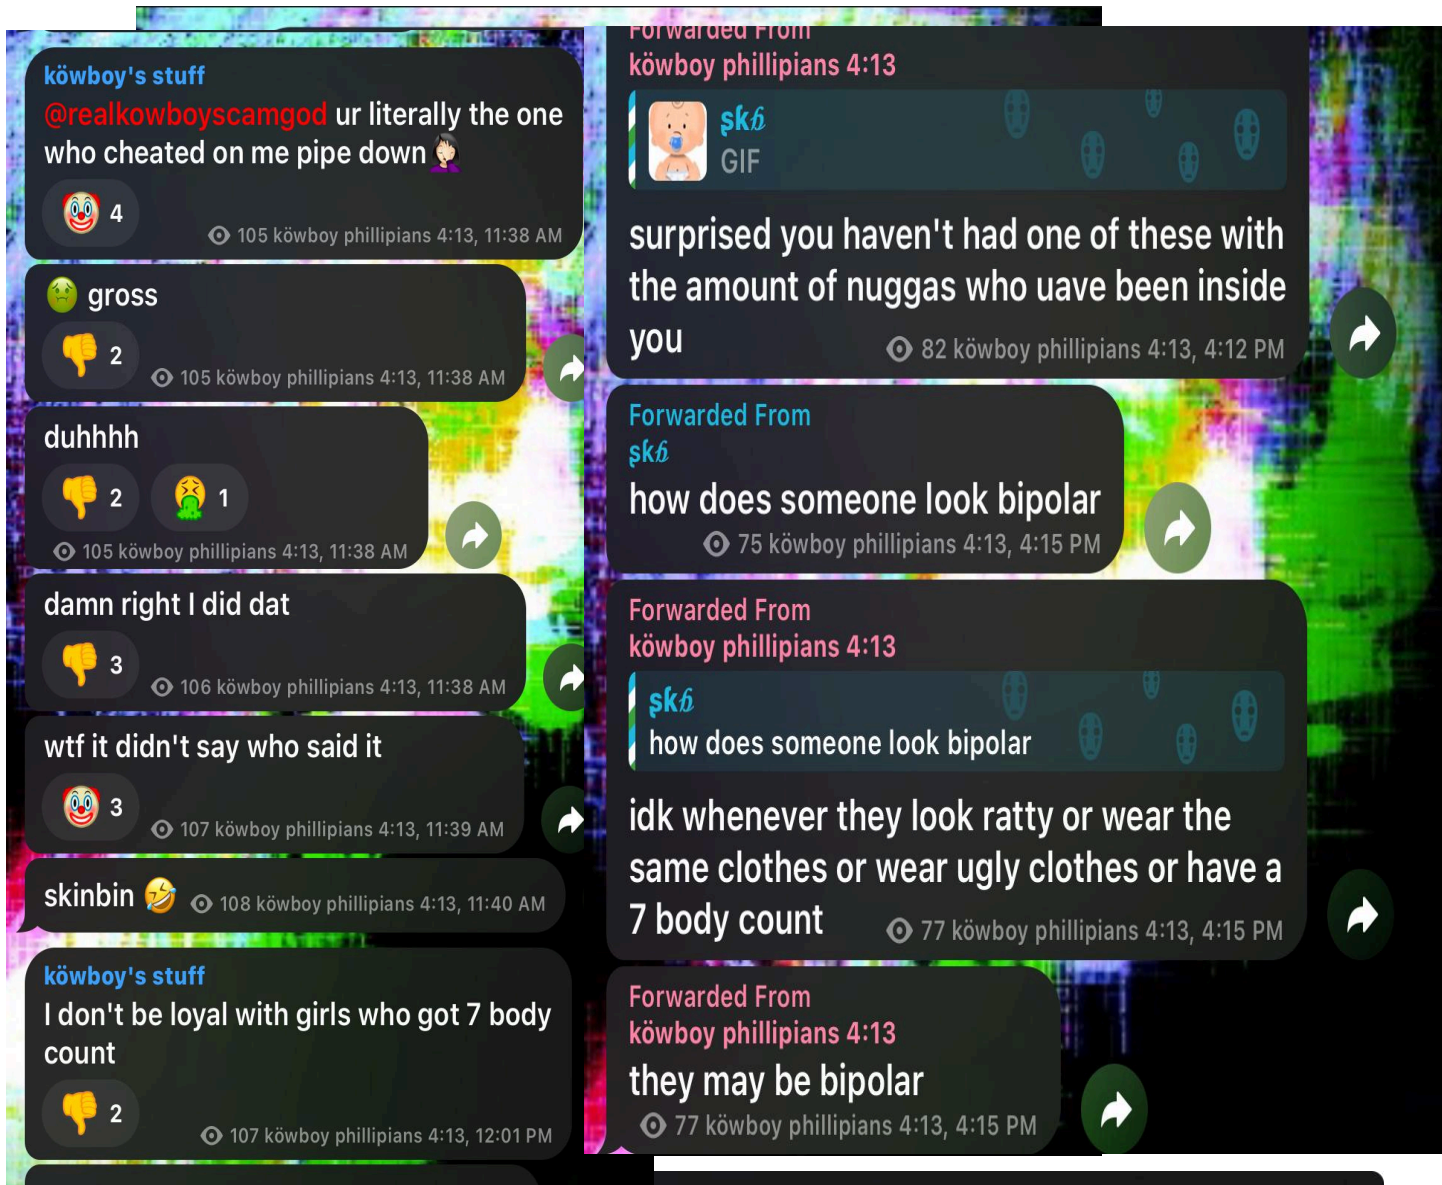 köwboy's stuff
@realkowboyscamgod ur literally the one
who cheated on me pipe down🤦🏻‍♀️
🤡 4
105 köwboy phillipians 4:13, 11:38 AM
🤢 gross
👎 2
105 köwboy phillipians 4:13, 11:38 AM
duhhhh
👎 2 🤮 1
105 köwboy phillipians 4:13, 11:38 AM
damn right I did dat
👎 3
106 köwboy phillipians 4:13, 11:38 AM
wtf it didn't say who said it
🤡 3
107 köwboy phillipians 4:13, 11:39 AM
skinbin 🤣 108 köwboy phillipians 4:13, 11:40 AM
köwboy's stuff
I don't be loyal with girls who got 7 body
count
👎 2
107 köwboy phillipians 4:13, 12:01 PM
Forwarded From
köwboy phillipians 4:13
GIF
surprised you haven't had one of these with
the amount of nuggas who uave been inside
you
82 köwboy phillipians 4:13, 4:12 PM
Forwarded From
how does someone look bipolar
75 köwboy phillipians 4:13, 4:15 PM
Forwarded From
köwboy phillipians 4:13
how does someone look bipolar
idk whenever they look ratty or wear the
same clothes or wear ugly clothes or have a
7 body count
77 köwboy phillipians 4:13, 4:15 PM
Forwarded From
köwboy phillipians 4:13
they may be bipolar
77 köwboy phillipians 4:13, 4:15 PM